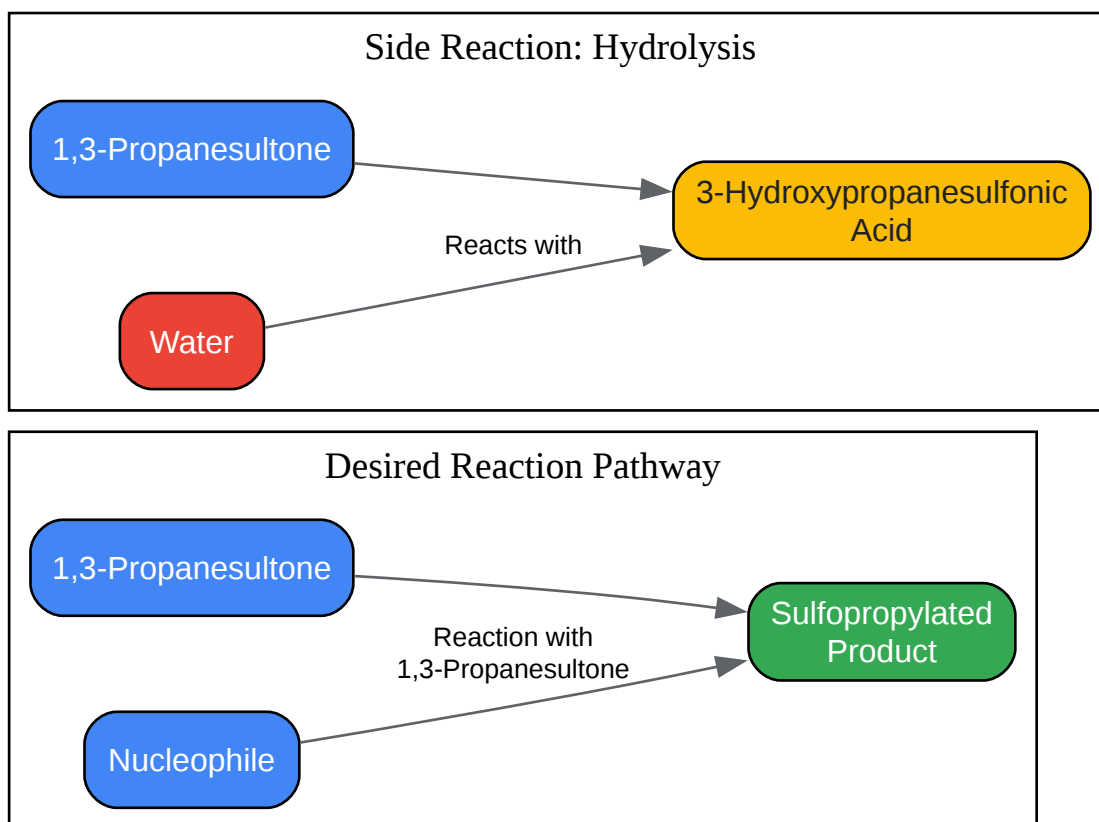 Side Reaction: Hydrolysis
1,3-Propanesultone
3-Hydroxypropanesulfonic
Acid
Reacts with
Water
Desired Reaction Pathway
1,3-Propanesultone
Sulfopropylated
Product
Reaction with
1,3-Propanesultone
Nucleophile